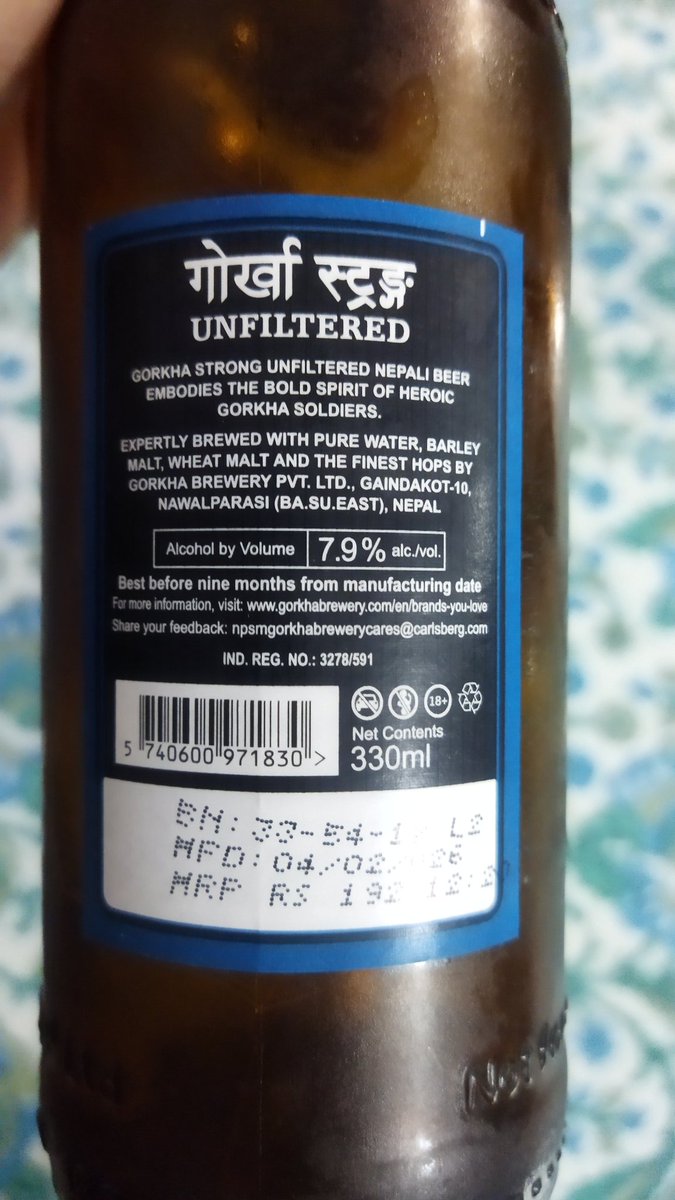 गोर्खा स्ट्रङ्ग
UNFILTERED
GORKHA STRONG UNFILTERED NEPALI BEER
EMBODIES THE BOLD SPIRIT OF HEROIC
GORKHA SOLDIERS.
EXPERTLY BREWED WITH PURE WATER, BARLEY
MALT, WHEAT MALT AND THE FINEST HOPS BY
GORKHA BREWERY PVT. LTD., GAINDAKOT-10,
NAWALPARASI (BA.SU.EAST), NEPAL
Alcohol by Volume 7.9% alc./vol.
Best before nine months from manufacturing date
For more information, visit: www.gorkhabrewery.com/en/brands-you-love
Share your feedback: npsmgorkhabrewerycares@carlsberg.com
IND. REG. NO.: 3278/591
18+
Net Contents
330ml
5 740600 971830 >
BN: L2
MFD:
MRP RS 192
Not